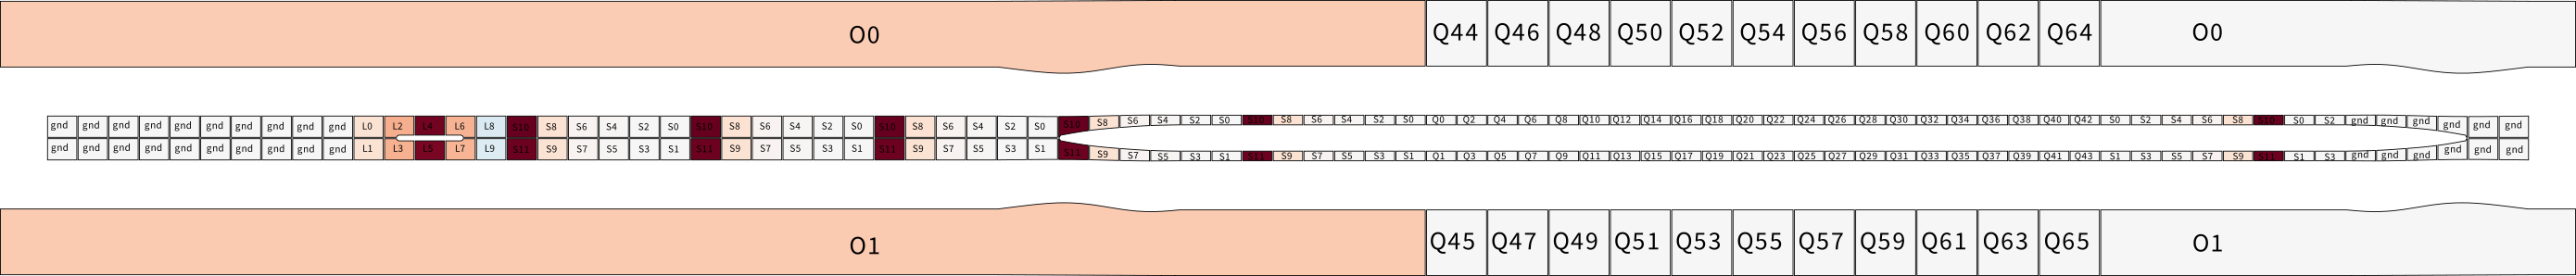 O0 Q44 Q46 Q48 Q50 Q52 Q54 Q56 Q58 Q60 Q62 Q64 O0
gnd gnd gnd gnd gnd gnd gnd gnd gnd gnd L0 L2 L4 L6 L8 S10 S8 S6 S4 S2 S0 S10 S8 S6 S4 S2 S0 S10 S8 S6 S4 S2 S0 S10 S8 S6 S4 S2 S0 S10 S8 S6 S4 S2 S0 Q0 Q2 Q4 Q6 Q8 Q10 Q12 Q14 Q16 Q18 Q20 Q22 Q24 Q26 Q28 Q30 Q32 Q34 Q36 Q38 Q40 Q42 S0 S2 S4 S6 S8 S10 S0 S2 gnd gnd gnd gnd gnd gnd
gnd gnd gnd gnd gnd gnd gnd gnd gnd gnd L1 L3 L5 L7 L9 S11 S9 S7 S5 S3 S1 S11 S9 S7 S5 S3 S1 S11 S9 S7 S5 S3 S1 S11 S9 S7 S5 S3 S1 S11 S9 S7 S5 S3 S1 Q1 Q3 Q5 Q7 Q9 Q11 Q13 Q15 Q17 Q19 Q21 Q23 Q25 Q27 Q29 Q31 Q33 Q35 Q37 Q39 Q41 Q43 S1 S3 S5 S7 S9 S11 S1 S3 gnd gnd gnd gnd gnd gnd
O1 Q45 Q47 Q49 Q51 Q53 Q55 Q57 Q59 Q61 Q63 Q65 O1